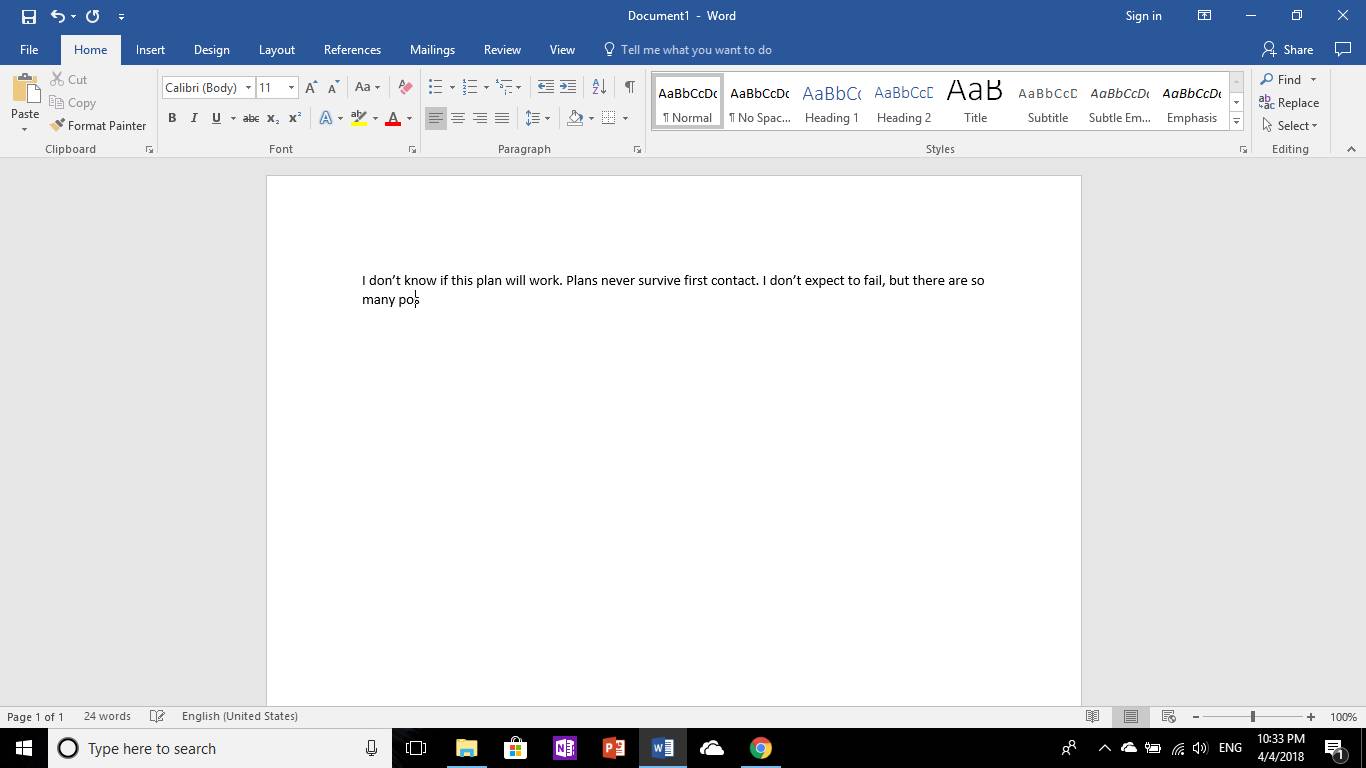 Document1 - Word
Sign in
File Home Insert Design Layout References Mailings Review View Tell me what you want to do
Share
Paste
Cut
Copy
Format Painter
Clipboard
Calibri (Body) 11
Aa
B I U abc x₂ x²
A A
Font
Paragraph
AaBbCcDc ¶ Normal
AaBbCcDc ¶ No Spac...
AaBbCc Heading 1
AaBbCcD Heading 2
AaB Title
AaBbCcD Subtitle
AaBbCcDc Subtle Em...
AaBbCcDc Emphasis
Styles
Find
Replace
Select
Editing
I don’t know if this plan will work. Plans never survive first contact. I don’t expect to fail, but there are so
many pos
Page 1 of 1 24 words English (United States)
100%
Type here to search
ENG
10:33 PM
4/4/2018
1